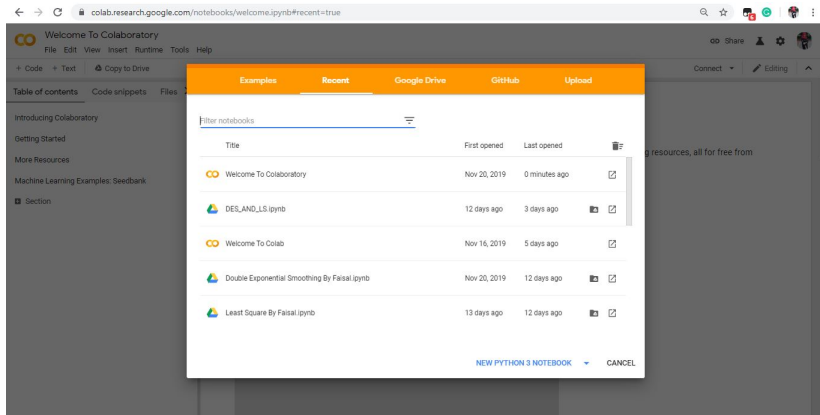 colab.research.google.com/notebooks/welcome.ipynb#recent=true
Welcome To Colaboratory
File Edit View Insert Runtime Tools Help
Share
+ Code + Text Copy to Drive
Connect Editing
Table of contents Code snippets Files
Examples Recent Google Drive GitHub Upload
Introducing Colaboratory
Getting Started
More Resources
Machine Learning Examples: Seedbank
Section
Filter notebooks
Title First opened Last opened
g resources, all for free from
Welcome To Colaboratory Nov 20, 2019 0 minutes ago
DES_AND_LS.ipynb 12 days ago 3 days ago
Welcome To Colab Nov 16, 2019 5 days ago
Double Exponential Smoothing By Faisal.ipynb Nov 20, 2019 12 days ago
Least Square By Faisal.ipynb 13 days ago 12 days ago
NEW PYTHON 3 NOTEBOOK CANCEL